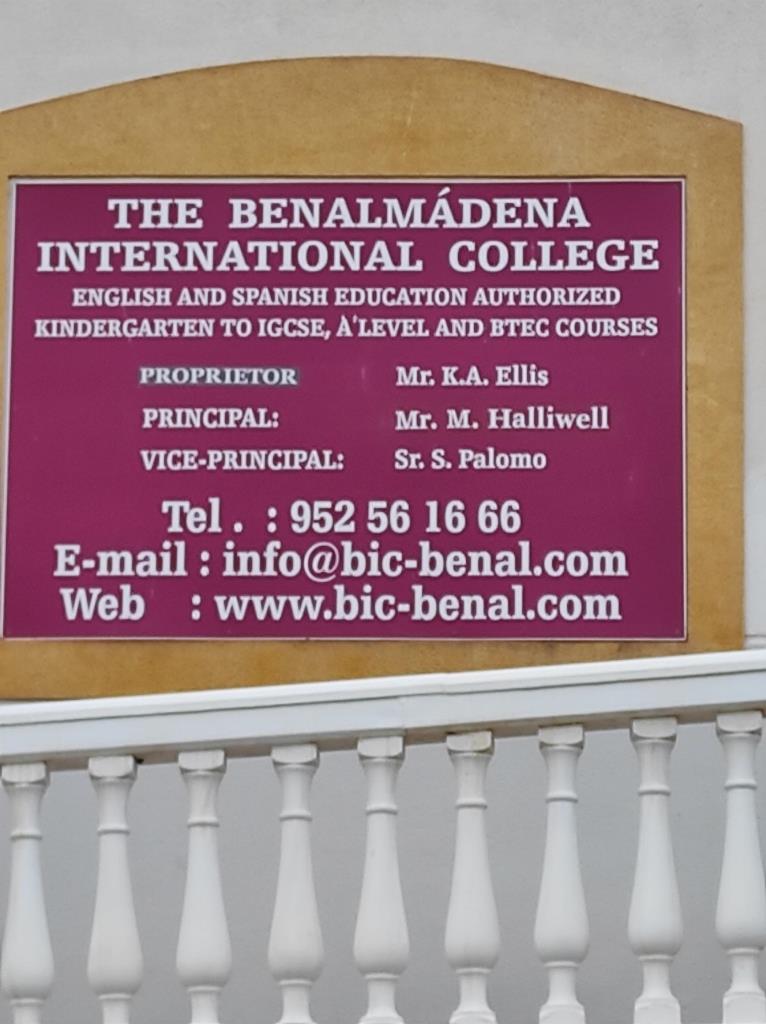 THE BENALMÁDENA
INTERNATIONAL COLLEGE
ENGLISH AND SPANISH EDUCATION AUTHORIZED
KINDERGARTEN TO IGCSE, À'LEVEL AND BTEC COURSES
PROPRIETOR Mr. K.A. Ellis
PRINCIPAL: Mr. M. Halliwell
VICE-PRINCIPAL: Sr. S. Palomo
Tel . : 952 56 16 66
E-mail : info@bic-benal.com
Web : www.bic-benal.com